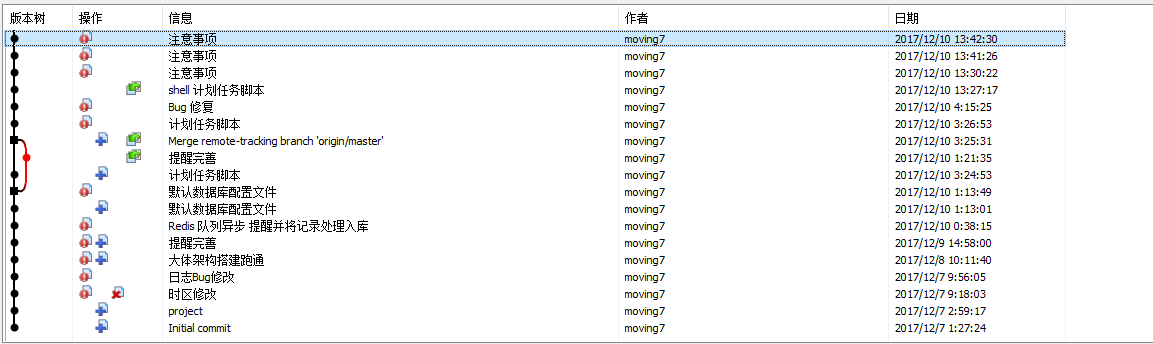 版本树 操作 信息 作者 日期
注意事项 moving7 2017/12/10 13:42:30
注意事项 moving7 2017/12/10 13:41:26
注意事项 moving7 2017/12/10 13:30:22
shell 计划任务脚本 moving7 2017/12/10 13:27:17
Bug 修复 moving7 2017/12/10 4:15:25
计划任务脚本 moving7 2017/12/10 3:26:53
Merge remote-tracking branch 'origin/master' moving7 2017/12/10 3:25:31
提醒完善 moving7 2017/12/10 1:21:35
计划任务脚本 moving7 2017/12/10 3:24:53
默认数据库配置文件 moving7 2017/12/10 1:13:49
默认数据库配置文件 moving7 2017/12/10 1:13:01
Redis 队列异步 提醒并将记录处理入库 moving7 2017/12/10 0:38:15
提醒完善 moving7 2017/12/9 14:58:00
大体架构搭建跑通 moving7 2017/12/8 10:11:40
日志Bug修改 moving7 2017/12/7 9:56:05
时区修改 moving7 2017/12/7 9:18:03
project moving7 2017/12/7 2:59:17
Initial commit moving7 2017/12/7 1:27:24